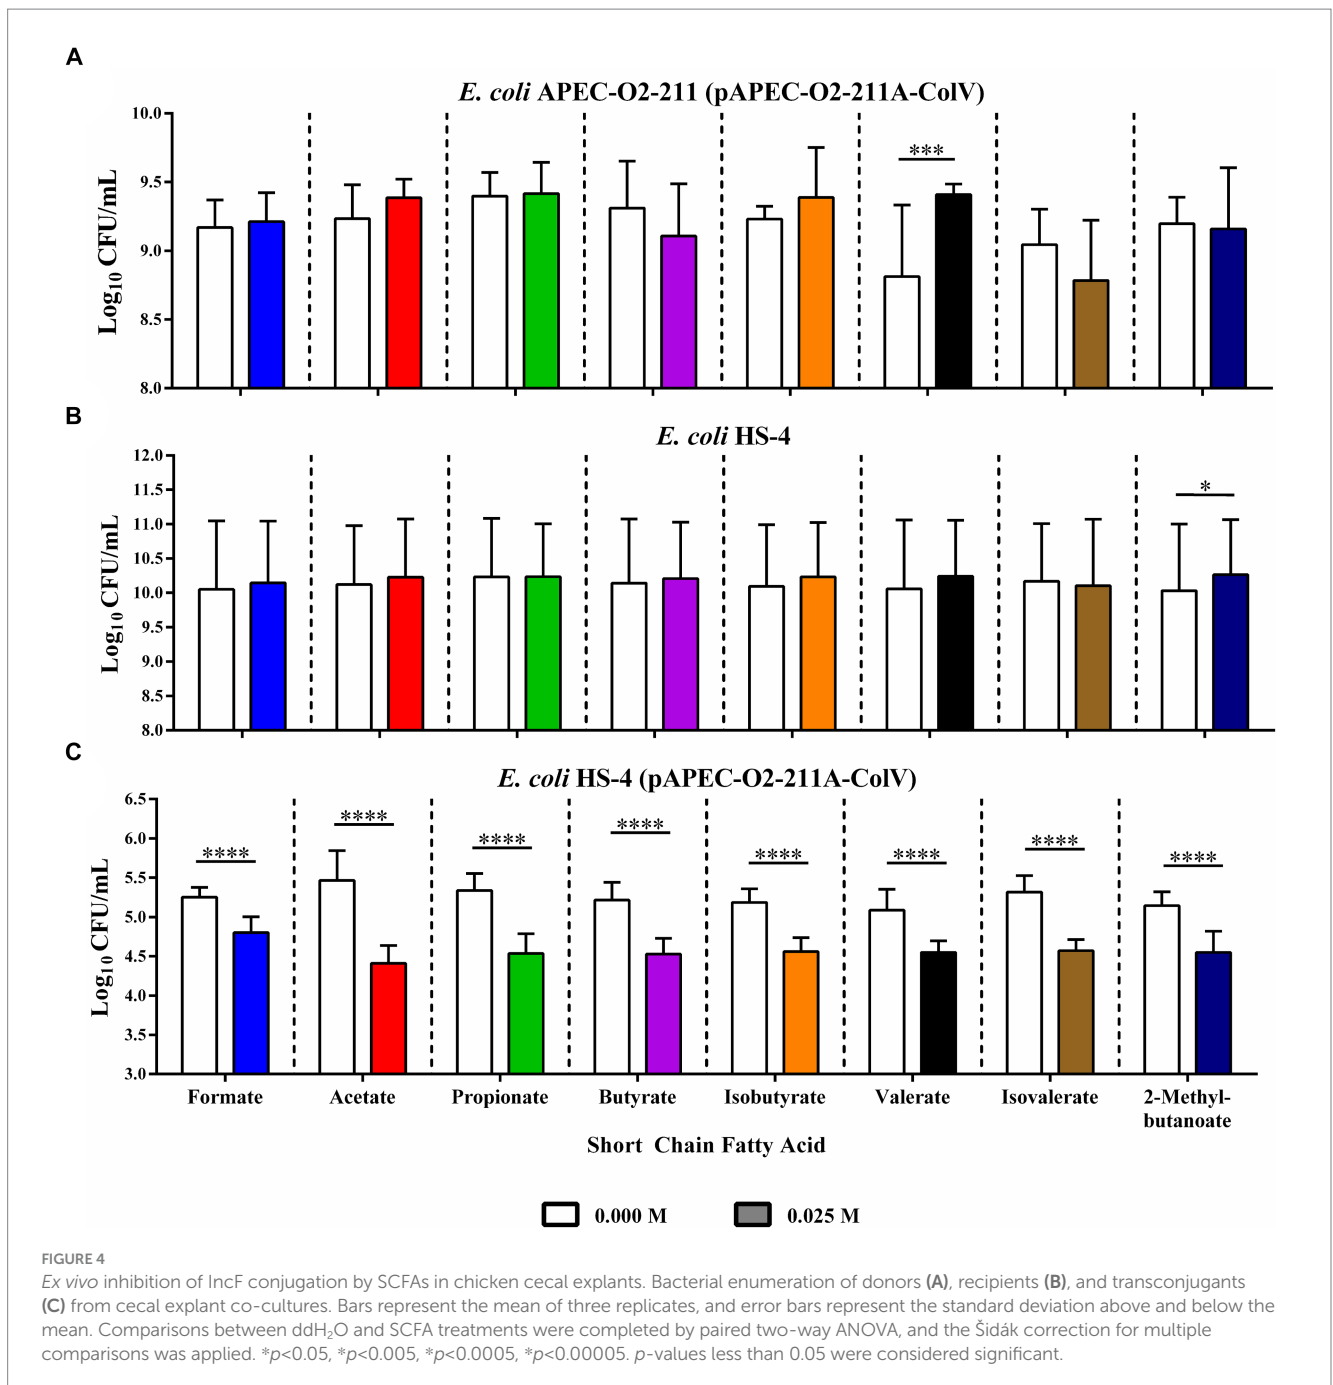 A
E. coli APEC-O2-211 (pAPEC-O2-211A-ColV)
Log10 CFU/mL
10.0
9.5
9.0
8.5
8.0
***
B
E. coli HS-4
Log10 CFU/mL
12.0
11.5
11.0
10.5
10.0
9.5
9.0
8.5
8.0
*
C
E. coli HS-4 (pAPEC-O2-211A-ColV)
Log10 CFU/mL
6.5
6.0
5.5
5.0
4.5
4.0
3.5
3.0
**** **** **** **** **** **** **** ****
Formate Acetate Propionate Butyrate Isobutyrate Valerate Isovalerate 2-Methyl-
butanoate
Short Chain Fatty Acid
0.000 M 0.025 M
FIGURE 4
Ex vivo inhibition of IncF conjugation by SCFAs in chicken cecal explants. Bacterial enumeration of donors (A), recipients (B), and transconjugants
(C) from cecal explant co-cultures. Bars represent the mean of three replicates, and error bars represent the standard deviation above and below the
mean. Comparisons between ddH2O and SCFA treatments were completed by paired two-way ANOVA, and the Šidák correction for multiple
comparisons was applied. *p<0.05, *p<0.005, *p<0.0005, *p<0.00005. p-values less than 0.05 were considered significant.